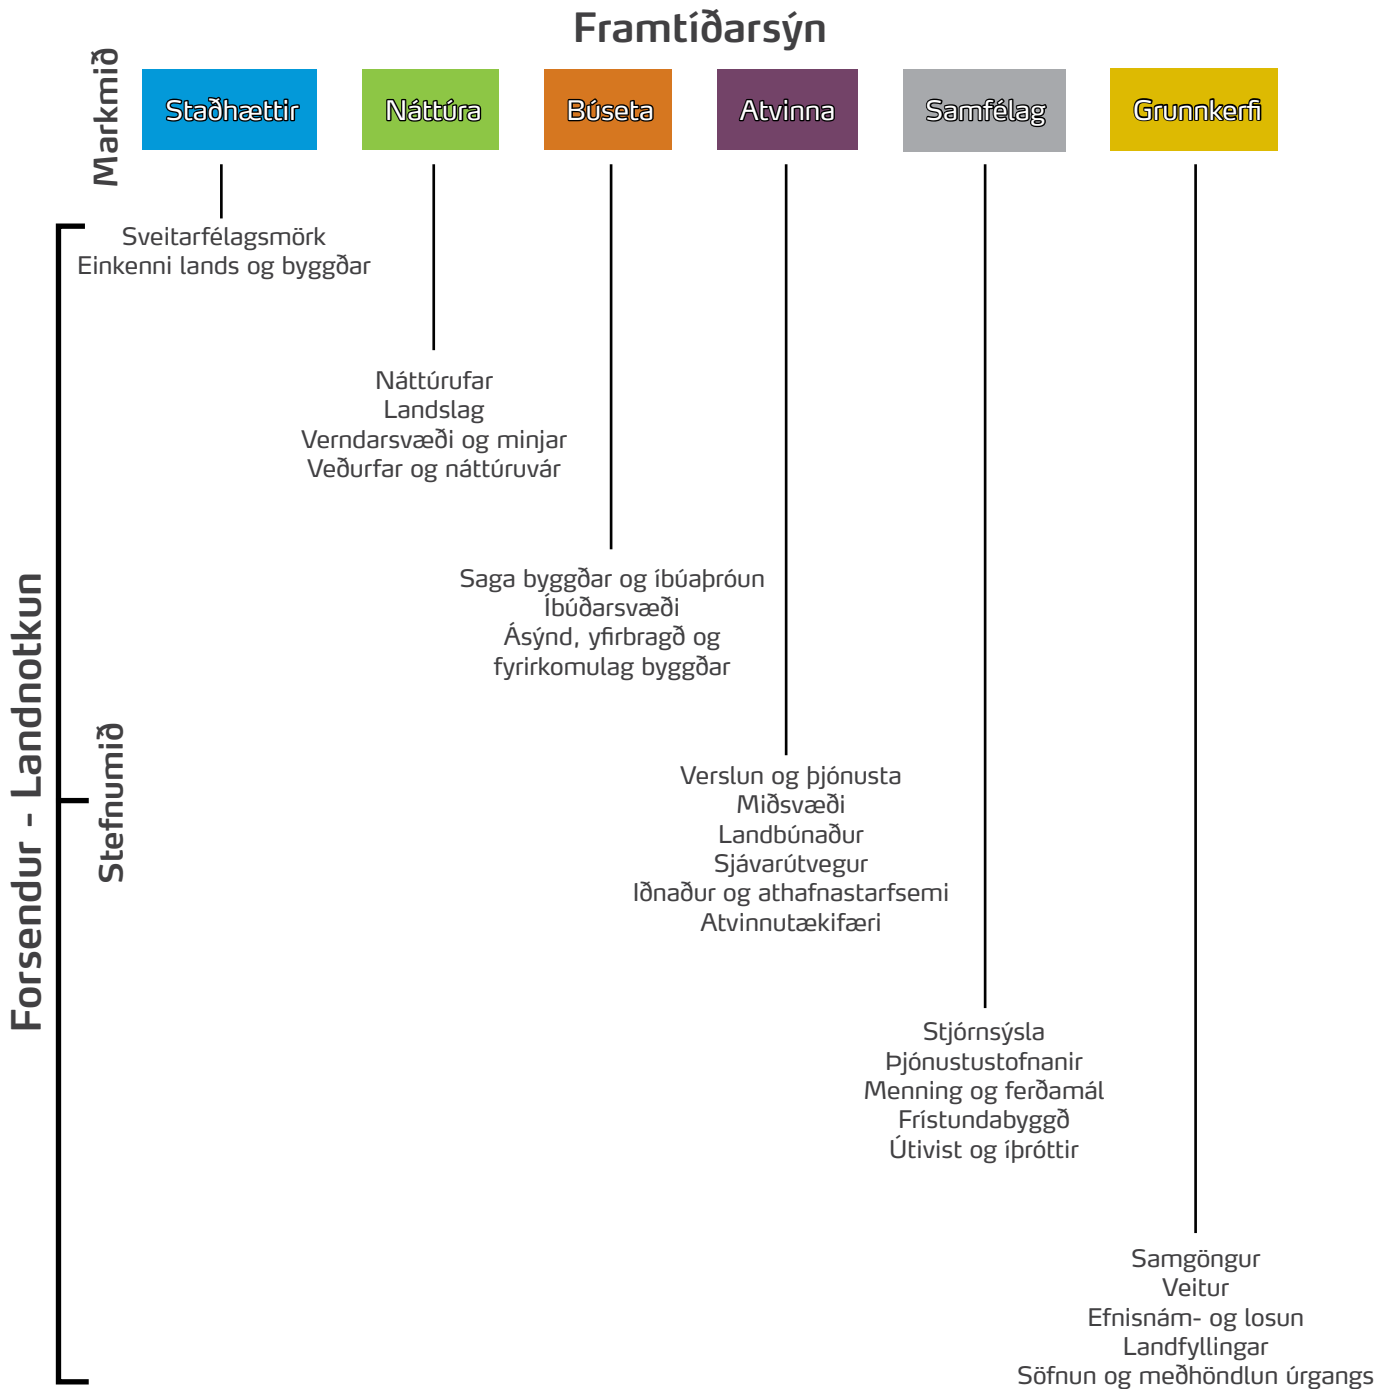 Framtíðarsýn
Markmið
Staðhættir
Náttúra
Búseta
Atvinna
Samfélag
Grunnkerfi
Forsendur - Landnotkun
Stefnumið
Sveitarfélagsmörk
Einkenni lands og byggðar
Náttúrufar
Landslag
Verndarsvæði og minjar
Veðurfar og náttúruvár
Saga byggðar og íbúaþróun
Íbúðarsvæði
Ásýnd, yfirbragð og
fyrirkomulag byggðar
Verslun og þjónusta
Miðsvæði
Landbúnaður
Sjávarútvegur
Iðnaður og athafnastarfsemi
Atvinnutækifæri
Stjórnsýsla
Þjónustustofnanir
Menning og ferðamál
Frístundabyggð
Útivist og íþróttir
Samgöngur
Veitur
Efnisnám- og losun
Landfyllingar
Söfnun og meðhöndlun úrgangs